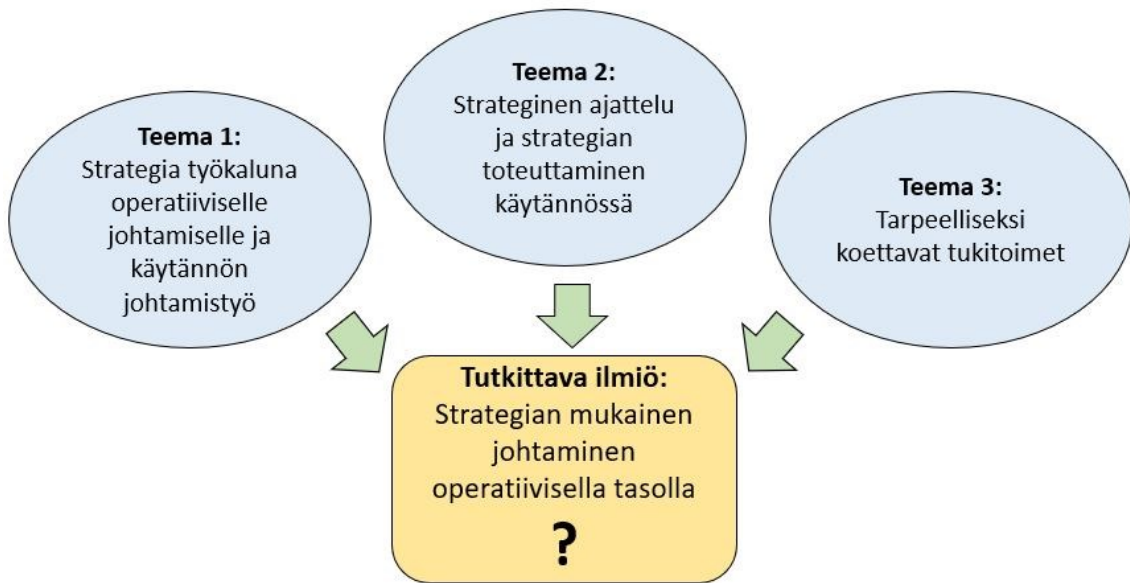 Teema 1:
Strategia työkaluna
operatiiviselle
johtamiselle ja
käytännön
johtamistyö
Teema 2:
Strateginen ajattelu
ja strategian
toteuttaminen
käytännössä
Teema 3:
Tarpeelliseksi
koettavat tukitoimet
Tutkittava ilmiö:
Strategian mukainen
johtaminen
operatiivisella tasolla
?